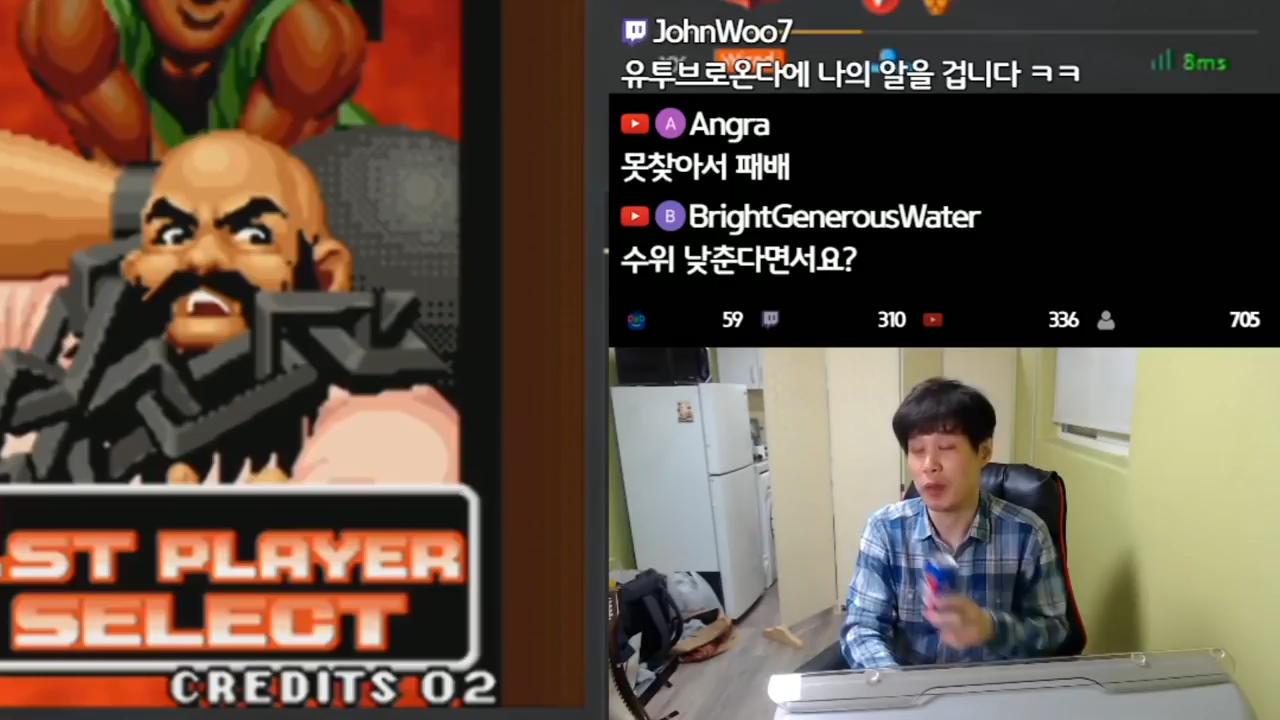 JohnWoo7
유투브로온다에 나의 알을 겁니다 ㅋㅋ
8ms
A Angra
못찾아서 패배
B BrightGenerousWater
수위 낮춘다면서요?
59 310 336 705
ST PLAYER
SELECT
CREDITS 02